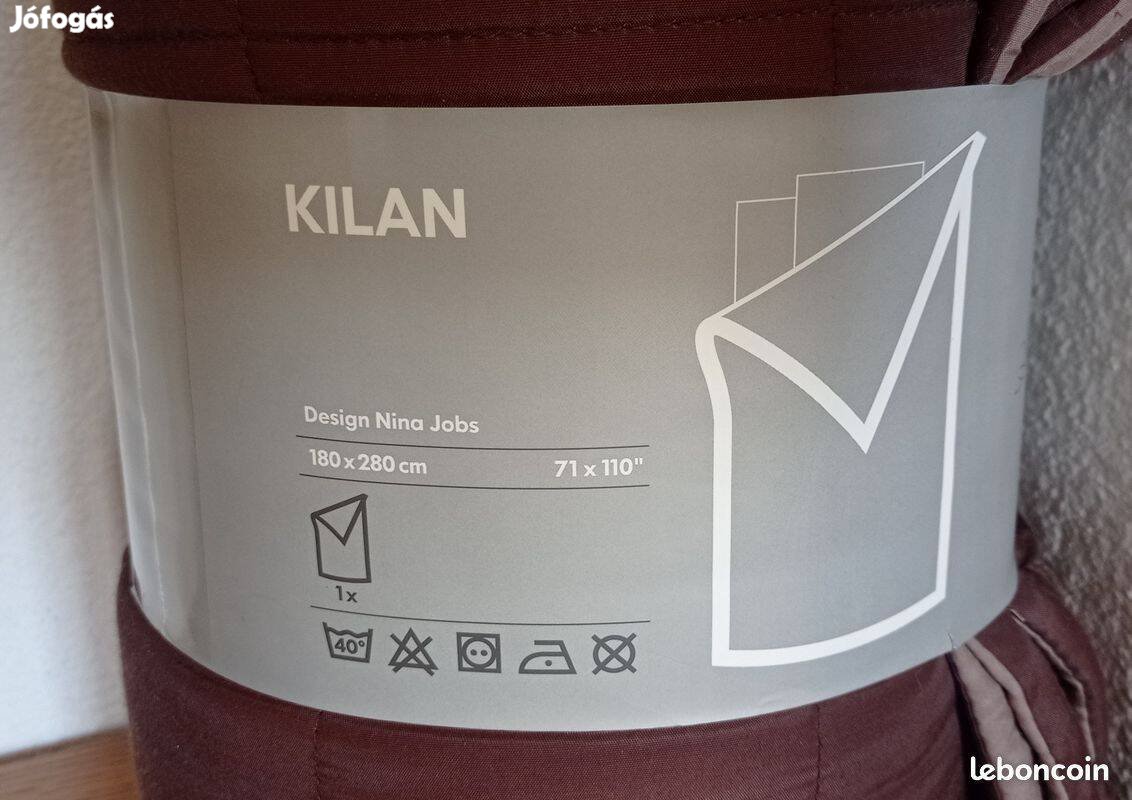 Jófogás
KILAN
Design Nina Jobs
180 x 280 cm 71 x 110"
1x
40°
leboncoin